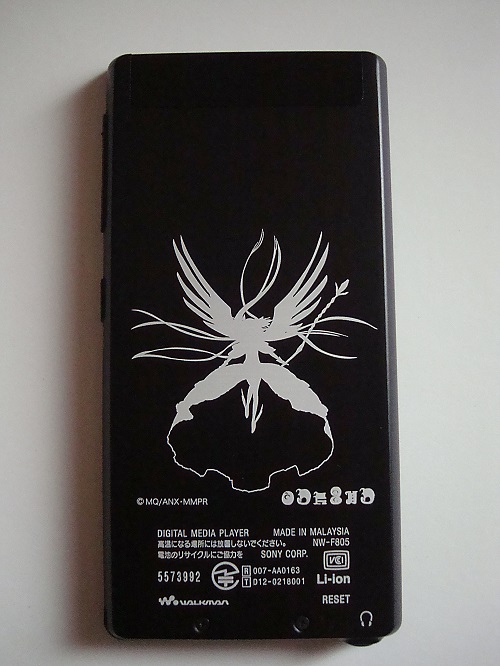 ©MQ/ANX・MMPR
DIGITAL MEDIA PLAYER MADE IN MALAYSIA
高温になる場所には放置しないでください。 NW-F805
電池のリサイクルにご協力を SONY CORP.
VCI
5573992 R 007-AA0163
T D12-0218001
Li-ion
WALKMAN RESET